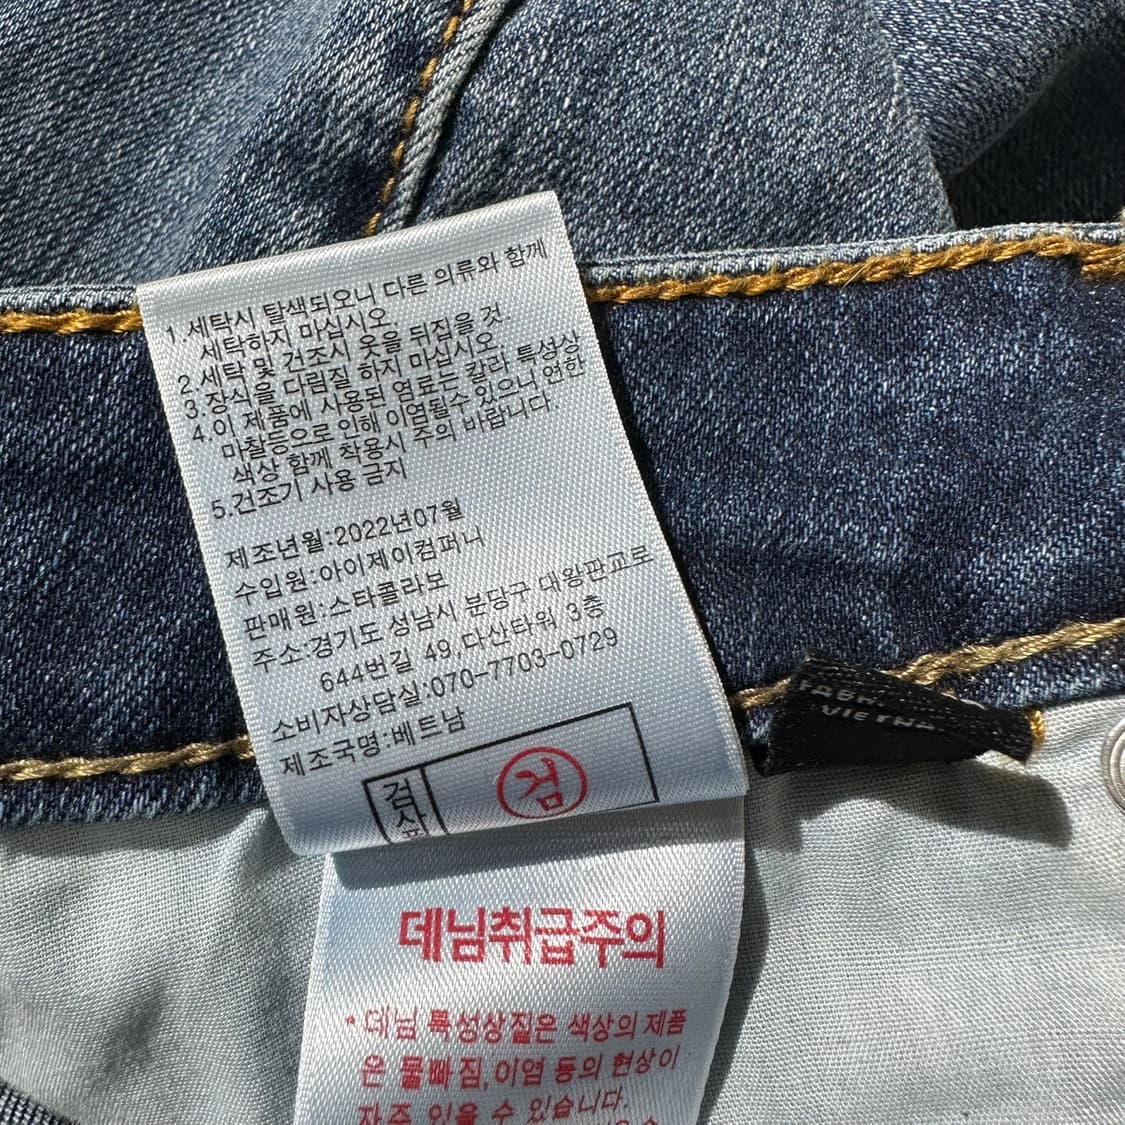 1.세탁시 탈색되오니 다른 의류와 함께
세탁하지 마십시오.
2.세탁 및 건조시 옷을 뒤집을 것
3.장식을 다림질 하지 마십시오.
4.이 제품에 사용된 염료는 칼라 특성상
마찰등으로 인해 이염될수 있으니 연한
색상 함께 착용시 주의 바랍니다.
5.건조기 사용 금지
제조년월:2022년07월
수입원:아이제이컴퍼니
판매원:스타콜라보
주소:경기도 성남시 분당구 대왕판교로
644번길 49,다산타워 3층
소비자상담실:070-7703-0729
제조국명:베트남
검
데님취급주의
*데님 특성상짙은 색상의 제품
은 물빠짐,이염 등의 현상이
자주 있을 수 있습니다.